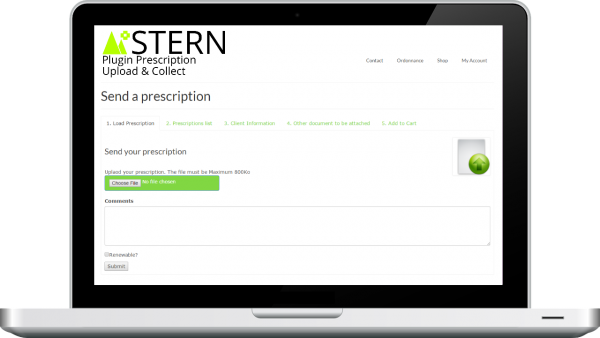 STERN
Plugin Prescription
Upload & Collect
Contact Ordonnance Shop My Account
Send a prescription
1. Load Prescription 2. Prescriptions list 3. Client Information 4. Other document to be attached 5. Add to Cart
Send your prescription
Upload your prescription. The file must be Maximum 800Ko
Choose File No file chosen
Comments
Renewable?
Submit